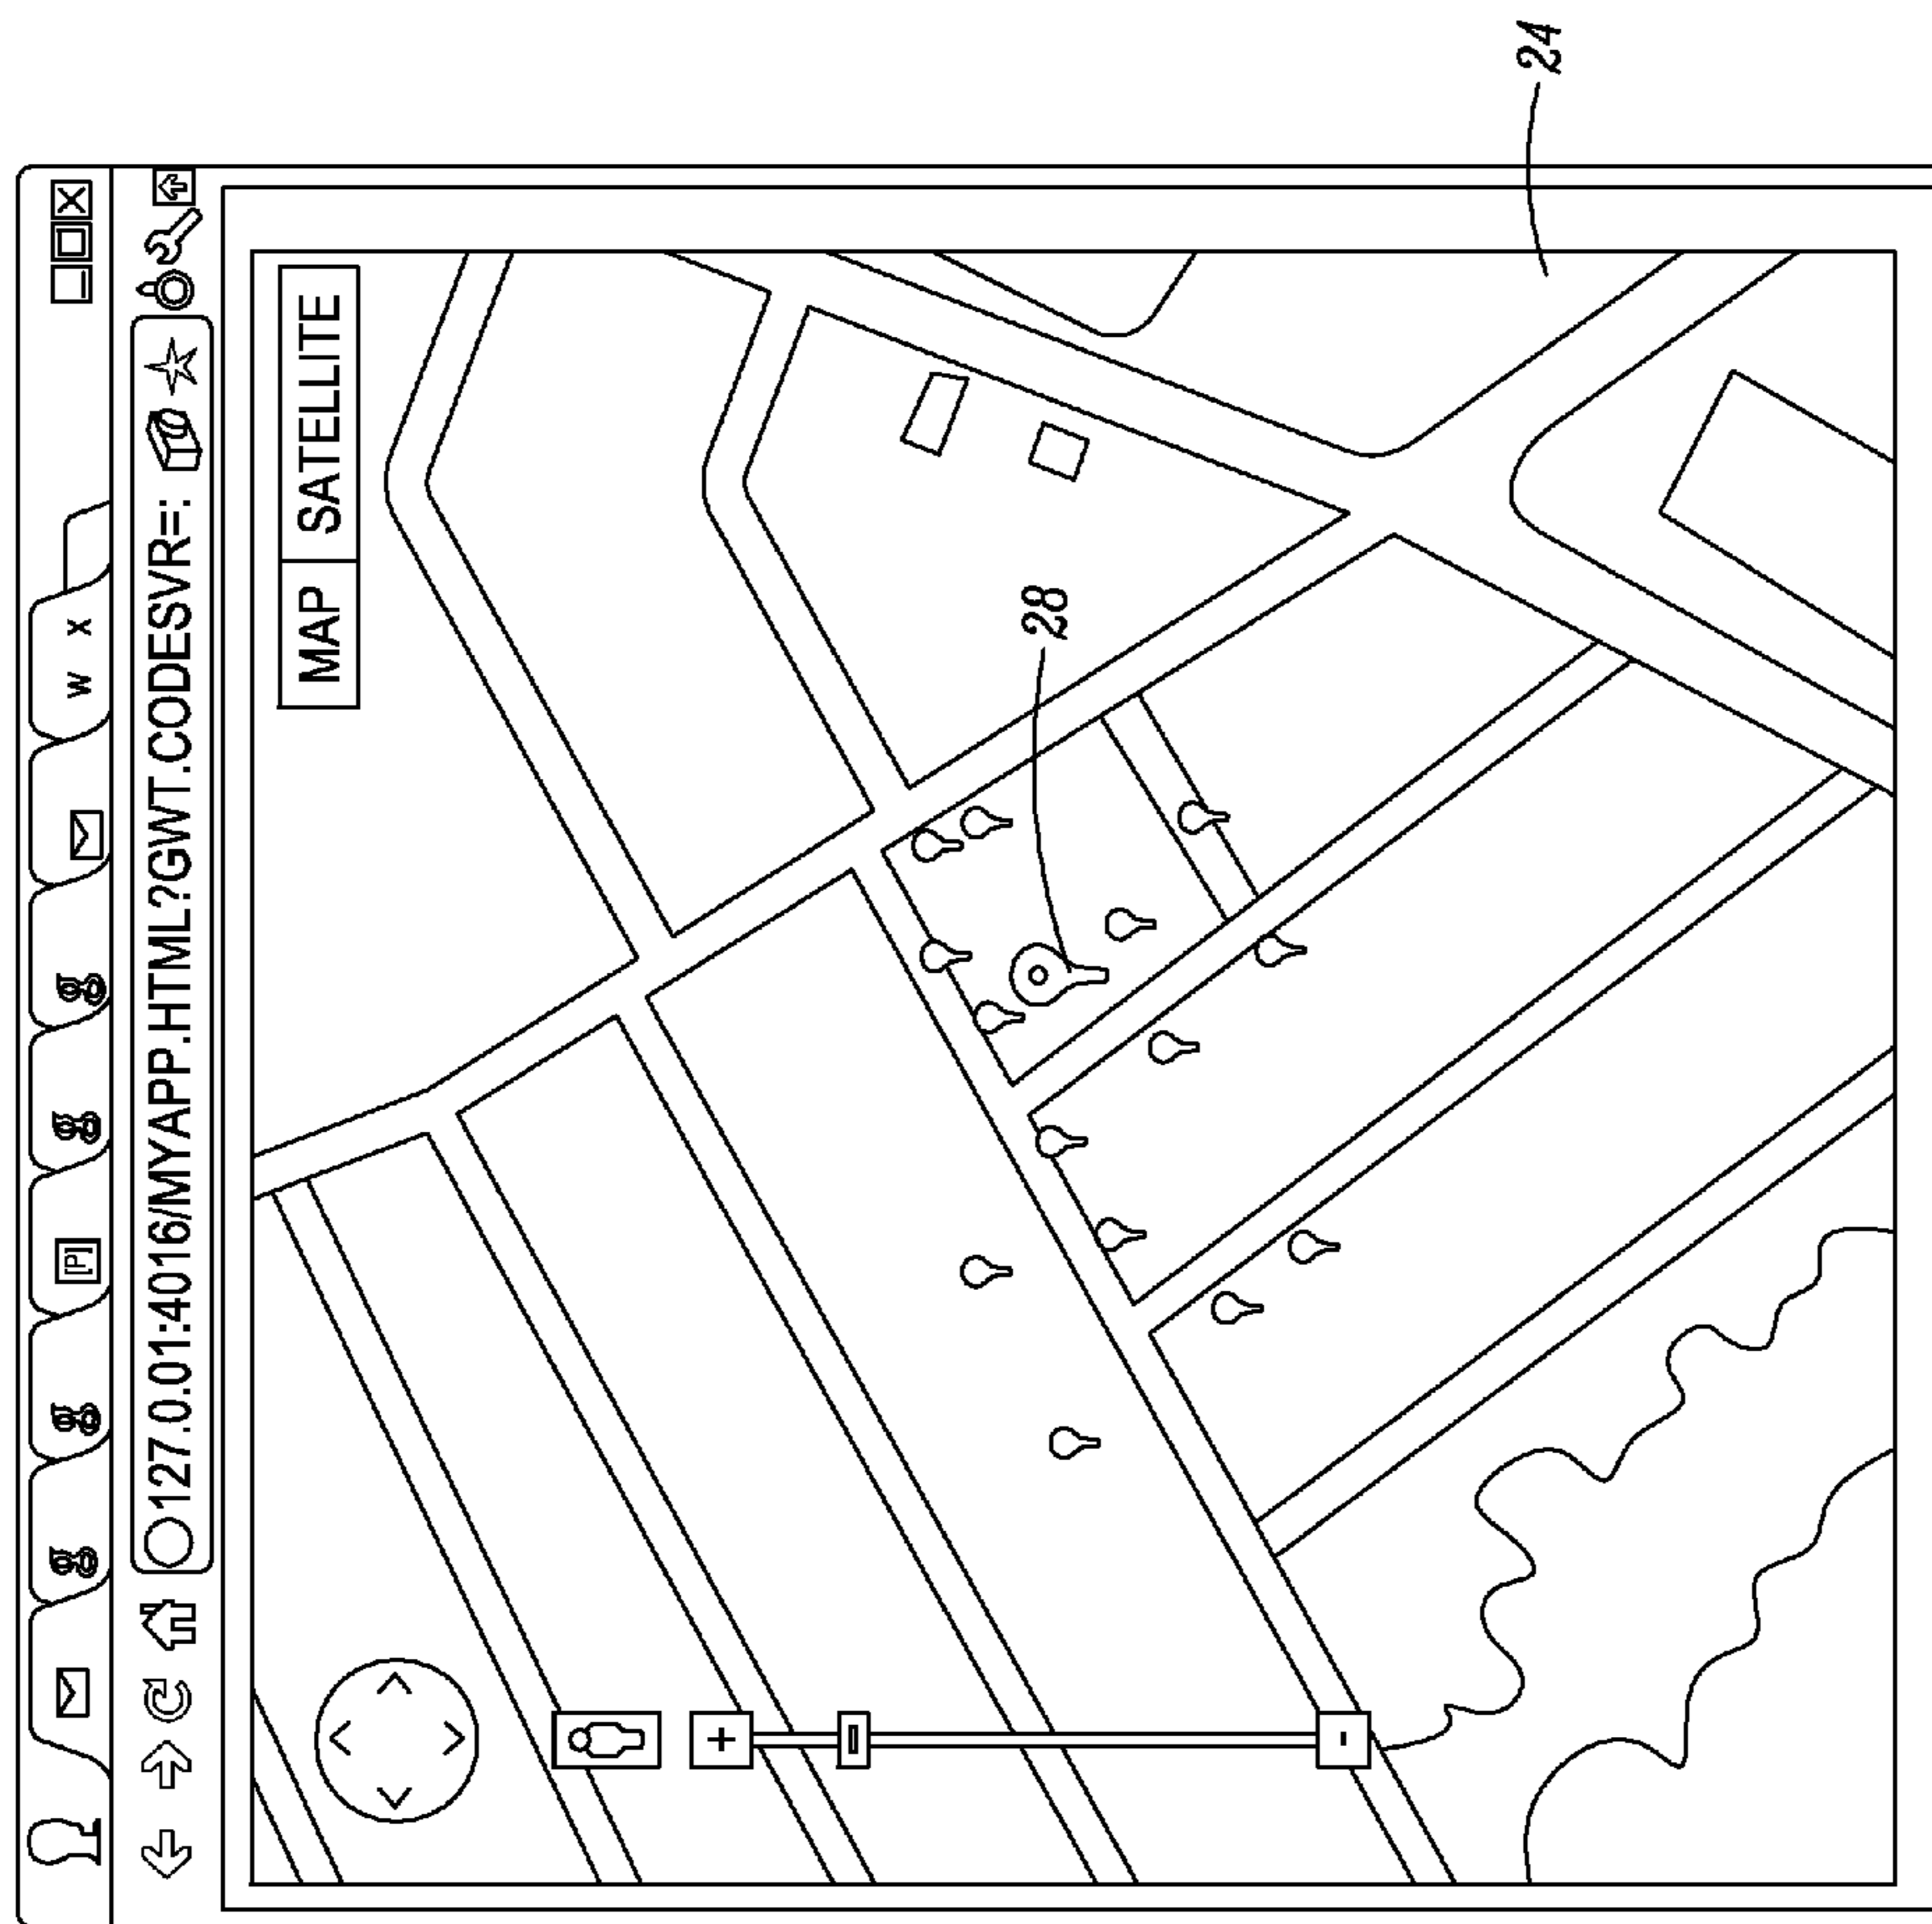 W X
[P]
127.0.01:4016/MYAPP.HTML?GWT.CODESVR=:
MAP SATELLITE
+
-
24
28